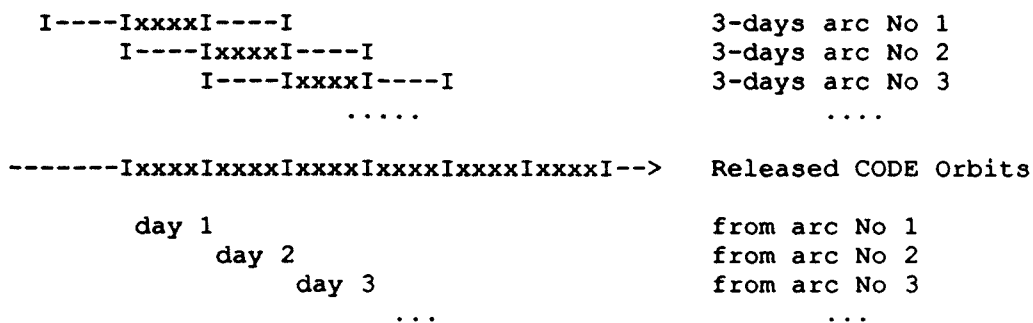 I----IxxxxI----I 3-days arc No 1
I----IxxxxI----I 3-days arc No 2
I----IxxxxI----I 3-days arc No 3
..... ....
-------IxxxxIxxxxIxxxxIxxxxIxxxxIxxxxI--> Released CODE Orbits
day 1 from arc No 1
day 2 from arc No 2
day 3 from arc No 3
... ...